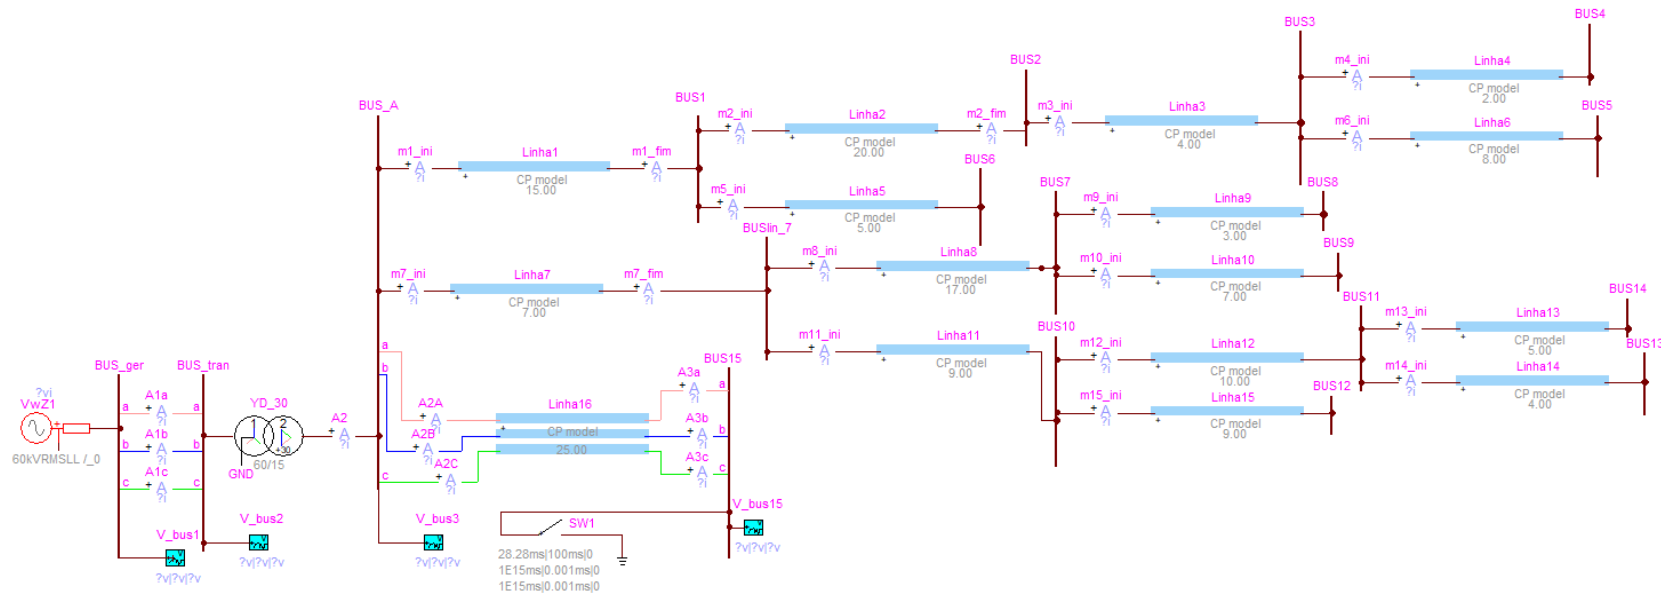 BUS4
BUS3
m4_ini
Linha4
+ A
?i
+
CP model
2.00
BUS5
m6_ini
Linha6
+ A
?i
+
CP model
8.00
BUS2
m3_ini
Linha3
+ A
?i
+
CP model
4.00
BUS_A
BUS1
m2_ini
Linha2
m2_fim
+ A
?i
+
CP model
20.00
+ A
?i
m1_ini
Linha1
m1_fim
+ A
?i
+
CP model
15.00
+ A
?i
BUS6
m5_ini
Linha5
+ A
?i
+
CP model
5.00
BUS7
BUS8
m9_ini
Linha9
+ A
?i
+
CP model
3.00
BUSlin_7
m8_ini
Linha8
+ A
?i
+
CP model
17.00
BUS9
m10_ini
Linha10
+ A
?i
+
CP model
7.00
m7_ini
Linha7
m7_fim
+ A
?i
+
CP model
7.00
+ A
?i
BUS14
BUS11
m13_ini
Linha13
+ A
?i
+
CP model
5.00
BUS10
m11_ini
Linha11
+ A
?i
+
CP model
9.00
m12_ini
Linha12
+ A
?i
+
CP model
10.00
BUS13
m14_ini
Linha14
+ A
?i
+
CP model
4.00
BUS12
m15_ini
Linha15
+ A
?i
+
CP model
9.00
BUS_ger
BUS_tran
?vi
VwZ1
+
60kVRMSLL /_0
A1a
a + A a
?i
A1b
b + A b
?i
A1c
c + A c
?i
YD_30
1 2
+30
GND
60/15
A2
+ A
?i
a
b
c
A2A
+ A
?i
A2B
+ A
?i
A2C
+ A
?i
Linha16
+
CP model
25.00
BUS15
A3a
+ A a
?i
A3b
+ A b
?i
A3c
+ A c
?i
V_bus1
?v|?v|?v
V_bus2
?v|?v|?v
V_bus3
?v|?v|?v
V_bus15
?v|?v|?v
+ SW1
28.28ms|100ms|0
1E15ms|0.001ms|0
1E15ms|0.001ms|0